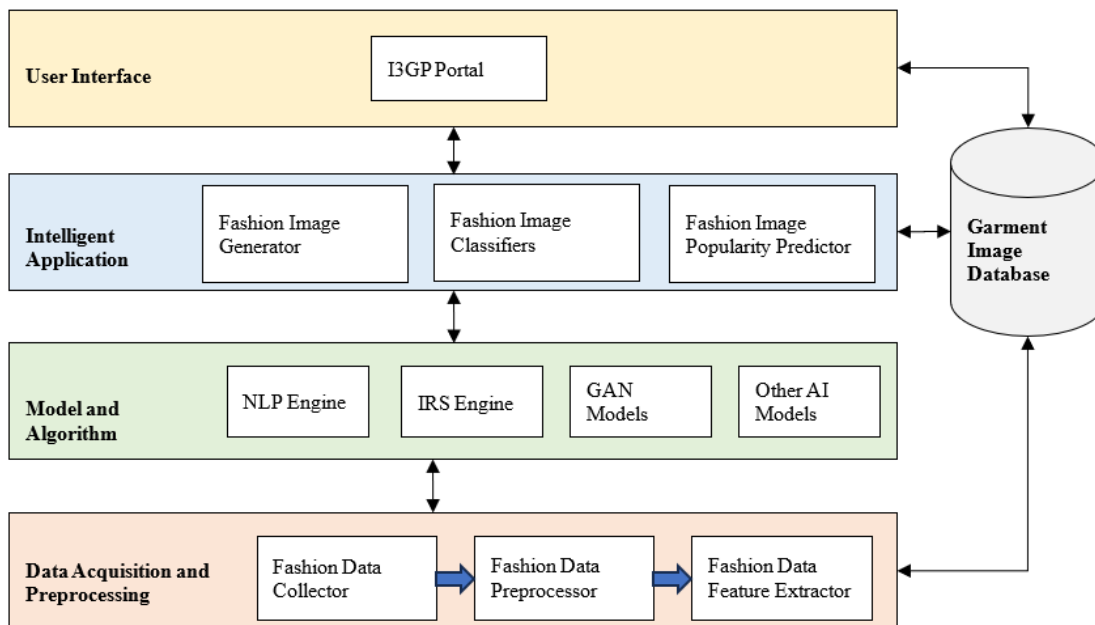 User Interface
I3GP Portal
Intelligent
Application
Fashion Image
Generator
Fashion Image
Classifiers
Fashion Image
Popularity Predictor
Garment
Image
Database
Model and
Algorithm
NLP Engine
IRS Engine
GAN
Models
Other AI
Models
Data Acquisition and
Preprocessing
Fashion Data
Collector
Fashion Data
Preprocessor
Fashion Data
Feature Extractor